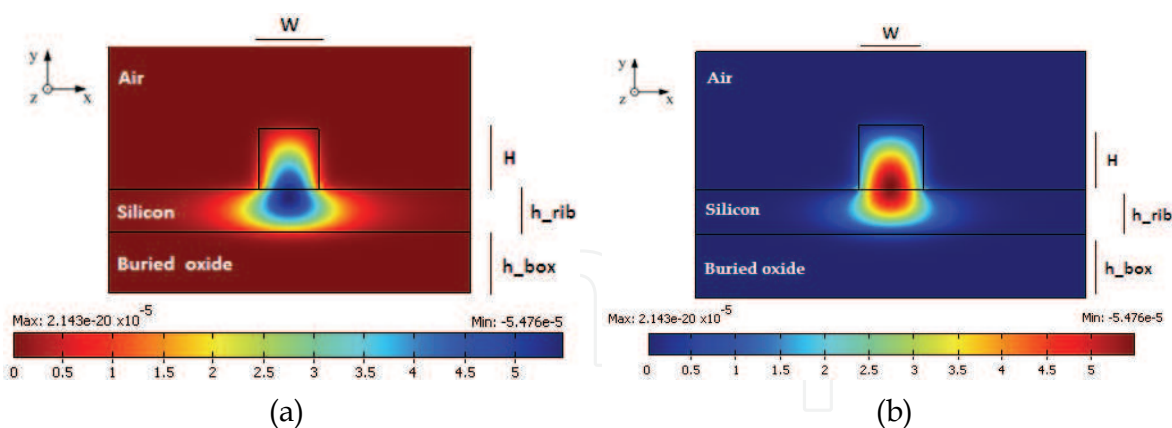 W
y
z
x
Air
H
Silicon
h_rib
Buried oxide
h_box
Max: 2.143e-20 x10^-5
Min: -5.476e-5
0 0.5 1 1.5 2 2.5 3 3.5 4 4.5 5
(a)
W
y
z
x
Air
H
Silicon
h_rib
Buried oxide
h_box
Max: 2.143e-20 x10^-5
Min: -5.476e-5
0 0.5 1 1.5 2 2.5 3 3.5 4 4.5 5
(b)